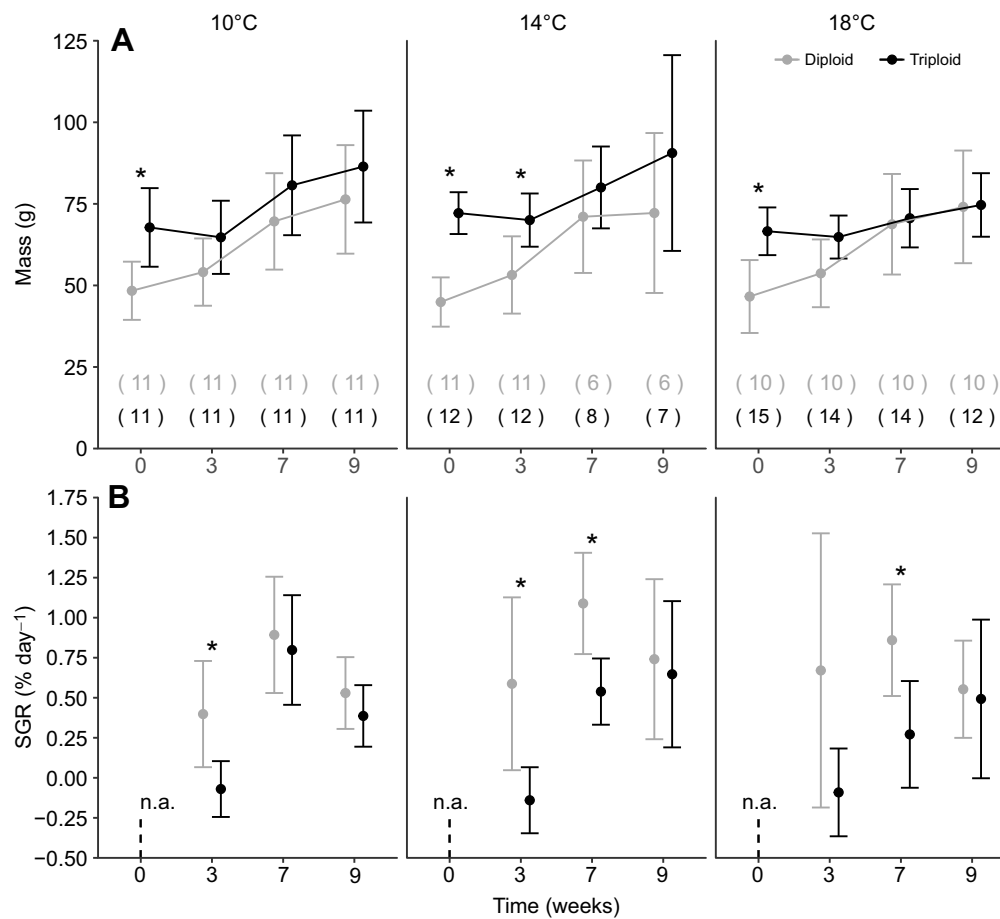 10°C 14°C 18°C
A
Diploid Triploid
Mass (g)
125
100
75
50
25
0
* * * *
( 11 ) ( 11 ) ( 11 ) ( 11 ) ( 11 ) ( 11 ) ( 6 ) ( 6 ) ( 10 ) ( 10 ) ( 10 ) ( 10 )
( 11 ) ( 11 ) ( 11 ) ( 11 ) ( 12 ) ( 12 ) ( 8 ) ( 7 ) ( 15 ) ( 14 ) ( 14 ) ( 12 )
0 3 7 9 0 3 7 9 0 3 7 9
B
SGR (% day⁻¹)
1.75
1.50
1.25
1.00
0.75
0.50
0.25
0.00
−0.25
−0.50
* * * *
n.a. n.a. n.a.
0 3 7 9 0 3 7 9 0 3 7 9
Time (weeks)